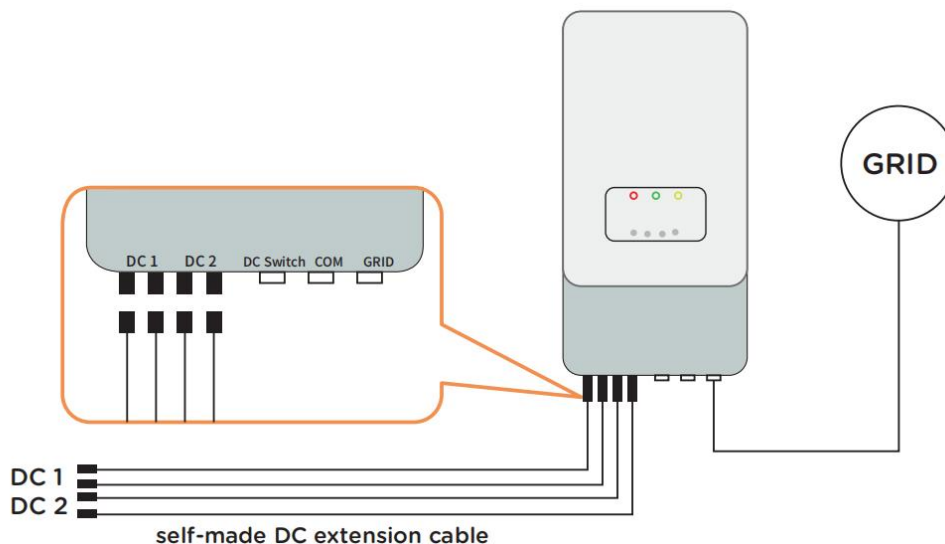 GRID
DC 1 DC 2 DC Switch COM GRID
DC 1
DC 2
self-made DC extension cable